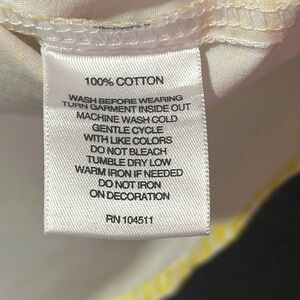 100% COTTON
WASH BEFORE WEARING
TURN GARMENT INSIDE OUT
MACHINE WASH COLD
GENTLE CYCLE
WITH LIKE COLORS
DO NOT BLEACH
TUMBLE DRY LOW
WARM IRON IF NEEDED
DO NOT IRON
ON DECORATION
RN 104511